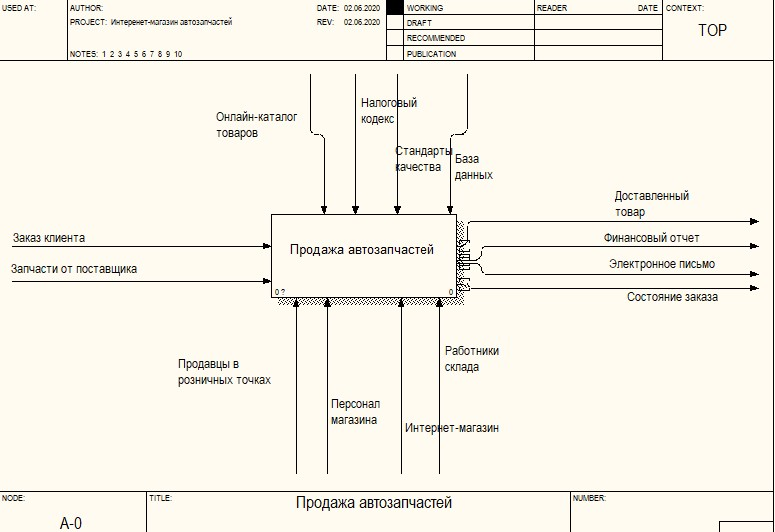 USED AT:
AUTHOR:
DATE: 02.06.2020
WORKING
READER
DATE
CONTEXT:
PROJECT: Интеренет-магазин автозапчастей
REV: 02.06.2020
DRAFT
TOP
RECOMMENDED
NOTES: 1 2 3 4 5 6 7 8 9 10
PUBLICATION
Онлайн-каталог
товаров
Налоговый
кодекс
Стандарты
качества
База
данных
Заказ клиента
Запчасти от поставщика
Продажа автозапчастей
0 ?
0
Доставленный
товар
Финансовый отчет
Электронное письмо
Состояние заказа
Продавцы в
розничных точках
Персонал
магазина
Интернет-магазин
Работники
склада
NODE:
A-0
TITLE:
Продажа автозапчастей
NUMBER: